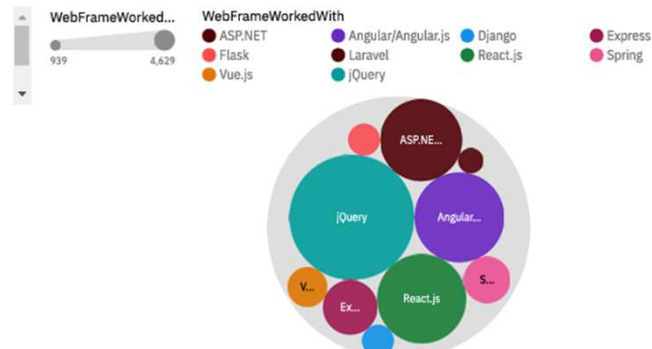 WebFrameWorked...
939 4,629
WebFrameWorkedWith
ASP.NET Angular/Angular.js Django Express
Flask Laravel React.js Spring
Vue.js jQuery
ASP.NE...
jQuery
Angular...
S...
V...
Ex...
React.js